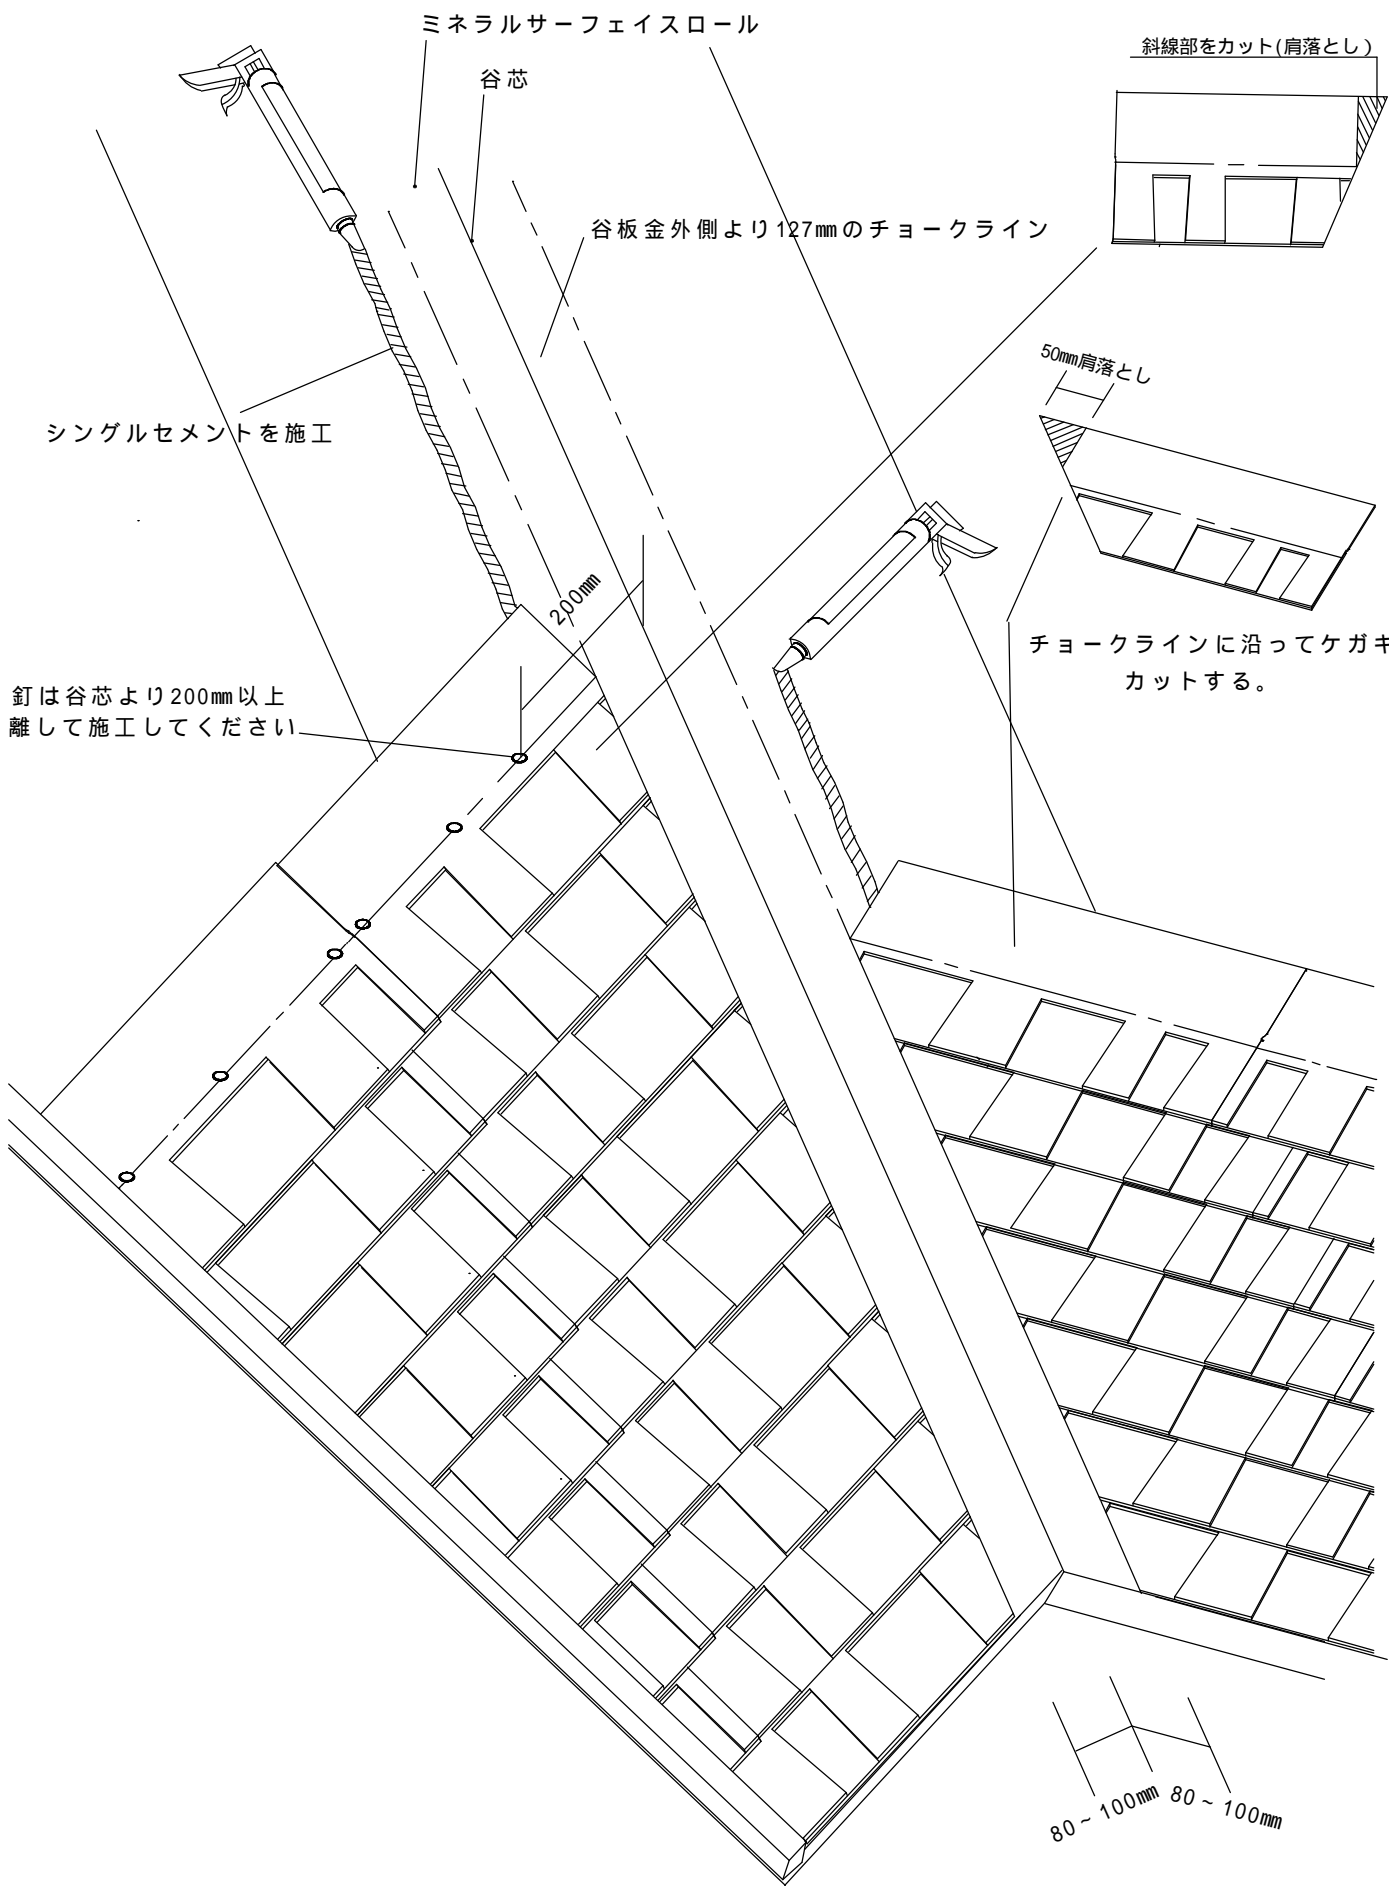 ミネラルサーフェイスロール
谷芯
斜線部をカット(肩落とし)
谷板金外側より127㎜のチョークライン
50㎜肩落とし
シングルセメントを施工
200㎜
チョークラインに沿ってケガキ
カットする。
釘は谷芯より200㎜以上
離して施工してください
80~100㎜
80~100㎜